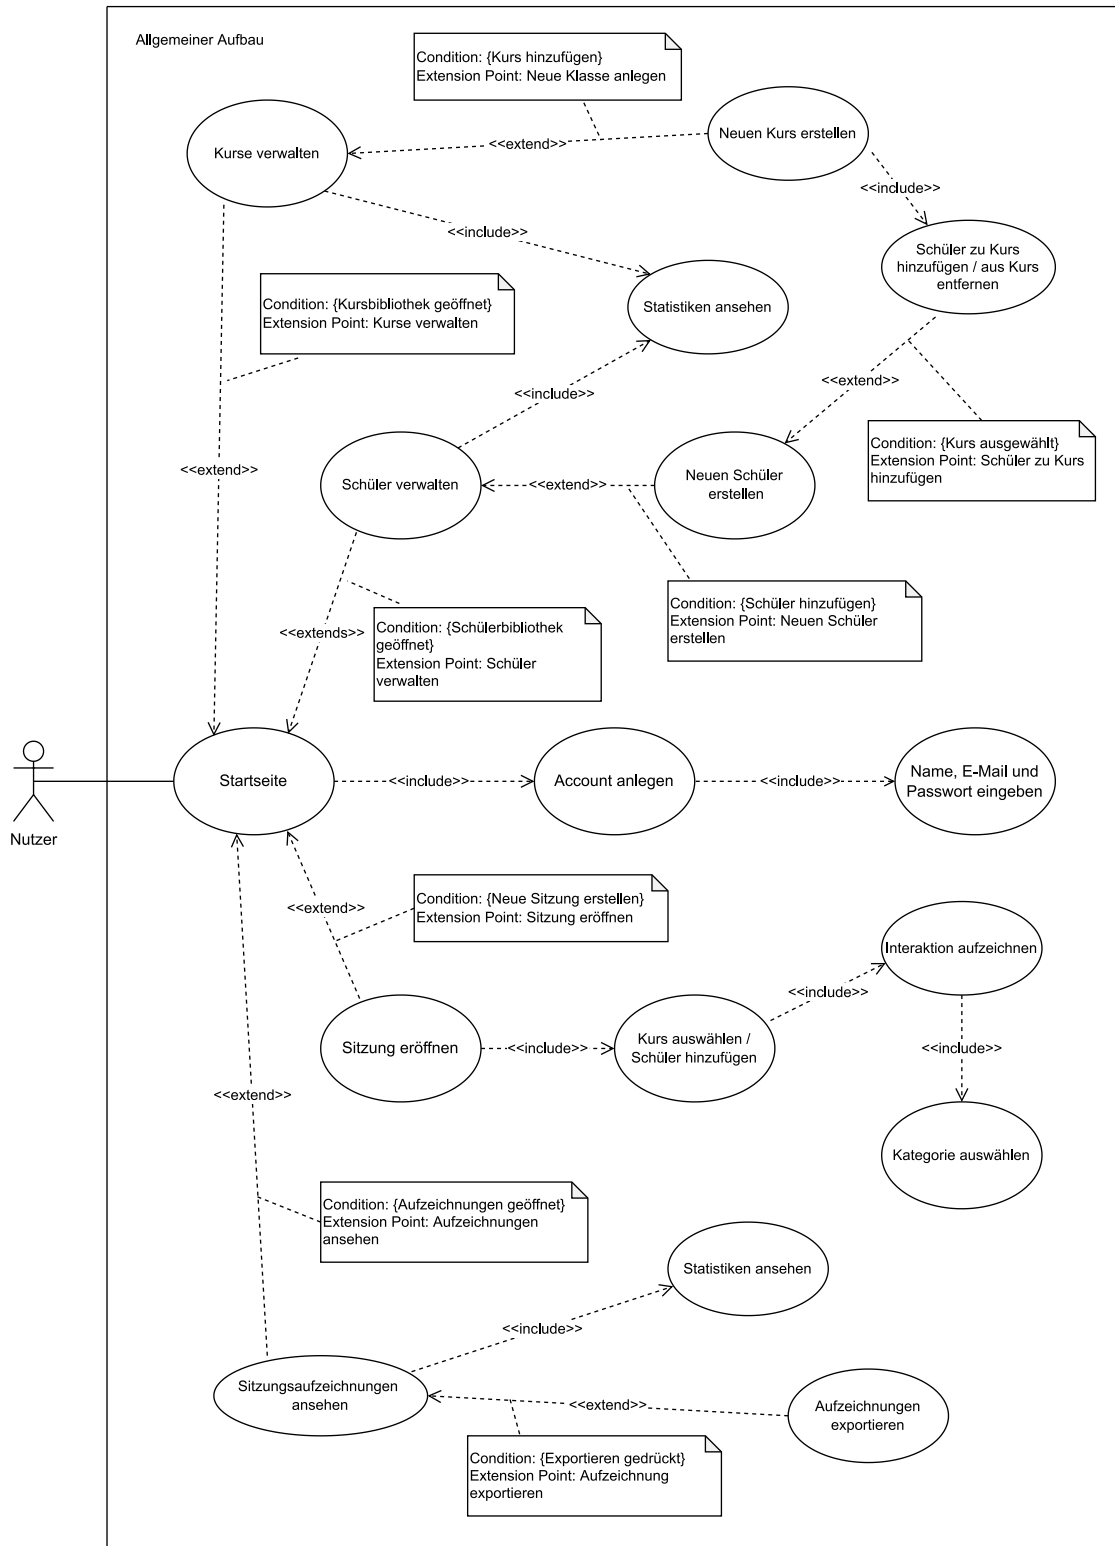 Allgemeiner Aufbau
Condition: {Kurs hinzufügen}
Extension Point: Neue Klasse anlegen
Kurse verwalten
<<extend>>
Neuen Kurs erstellen
<<include>>
<<include>>
Schüler zu Kurs
hinzufügen / aus Kurs
entfernen
Condition: {Kursbibliothek geöffnet}
Extension Point: Kurse verwalten
Statistiken ansehen
<<include>>
<<extend>>
Condition: {Kurs ausgewählt}
Extension Point: Schüler zu Kurs
hinzufügen
<<extend>>
Schüler verwalten
<<extend>>
Neuen Schüler
erstellen
Condition: {Schüler hinzufügen}
Extension Point: Neuen Schüler
erstellen
<<extends>>
Condition: {Schülerbibliothek
geöffnet}
Extension Point: Schüler
verwalten
Nutzer
Startseite
<<include>>
Account anlegen
<<include>>
Name, E-Mail und
Passwort eingeben
<<extend>>
Condition: {Neue Sitzung erstellen}
Extension Point: Sitzung eröffnen
Interaktion aufzeichnen
<<include>>
Sitzung eröffnen
<<include>>
Kurs auswählen /
Schüler hinzufügen
<<include>>
<<extend>>
Kategorie auswählen
Condition: {Aufzeichnungen geöffnet}
Extension Point: Aufzeichnungen
ansehen
Statistiken ansehen
<<include>>
Sitzungsaufzeichnungen
ansehen
<<extend>>
Aufzeichnungen
exportieren
Condition: {Exportieren gedrückt}
Extension Point: Aufzeichnung
exportieren